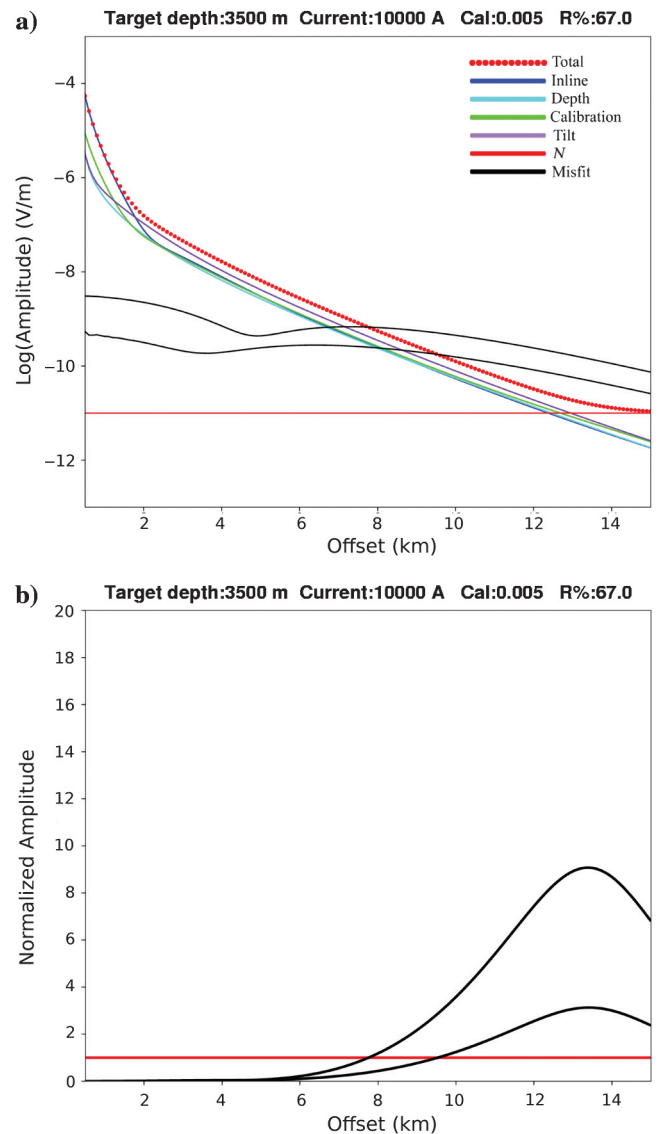 a)
Target depth:3500 m Current:10000 A Cal:0.005 R%:67.0
Total
Inline
Depth
Calibration
Tilt
N
Misfit
Log(Amplitude) (V/m)
−4
−6
−8
−10
−12
2 4 6 8 10 12 14
Offset (km)
b)
Target depth:3500 m Current:10000 A Cal:0.005 R%:67.0
Normalized Amplitude
20
18
16
14
12
10
8
6
4
2
0
2 4 6 8 10 12 14
Offset (km)